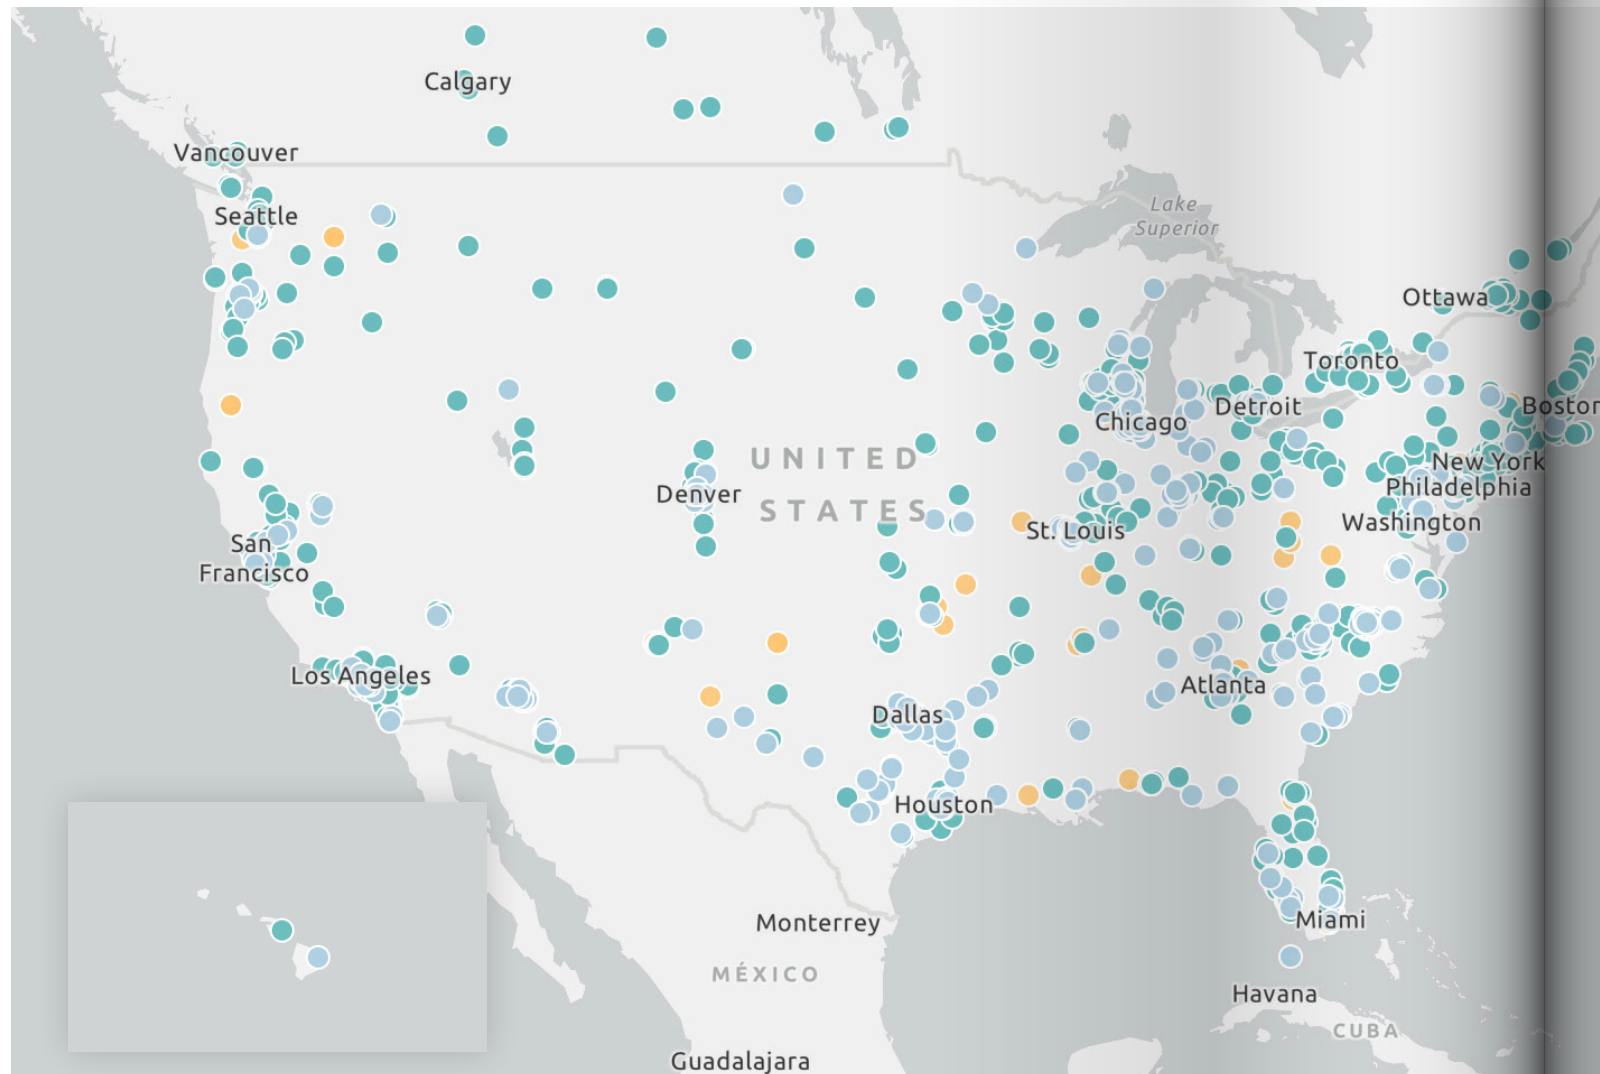 Calgary
Vancouver
Seattle
Lake
Superior
Ottawa
Toronto
Detroit
Boston
Chicago
UNITED
STATES
New York
Philadelphia
Denver
Washington
St. Louis
San
Francisco
Los Angeles
Atlanta
Dallas
Houston
Miami
Monterrey
MÉXICO
Havana
CUBA
Guadalajara